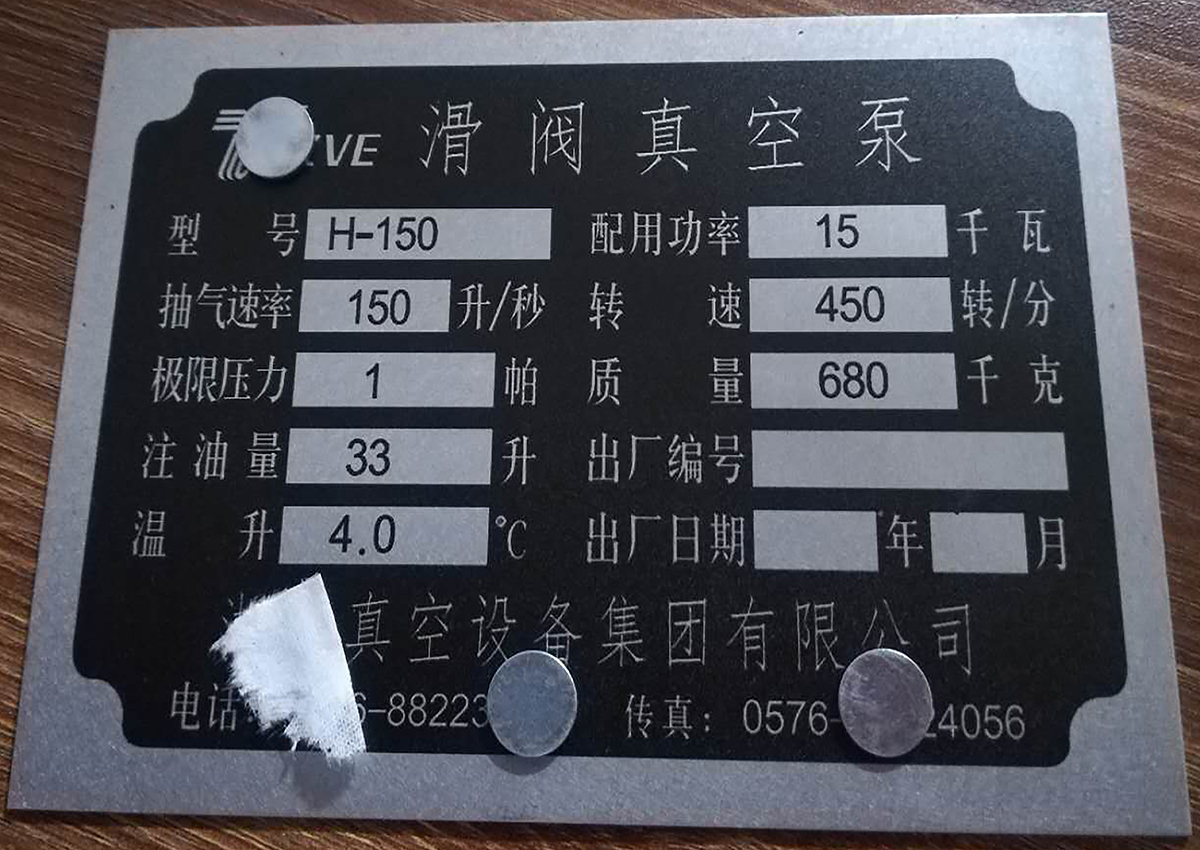 ZVE 滑阀真空泵
型号 H-150 配用功率 15 千瓦
抽气速率 150 升/秒 转速 450 转/分
极限压力 1 帕 质量 680 千克
注油量 33 升 出厂编号
温升 4.0 ℃ 出厂日期 年 月
真空设备集团有限公司
电话 6-88223 传真: 0576- 24056